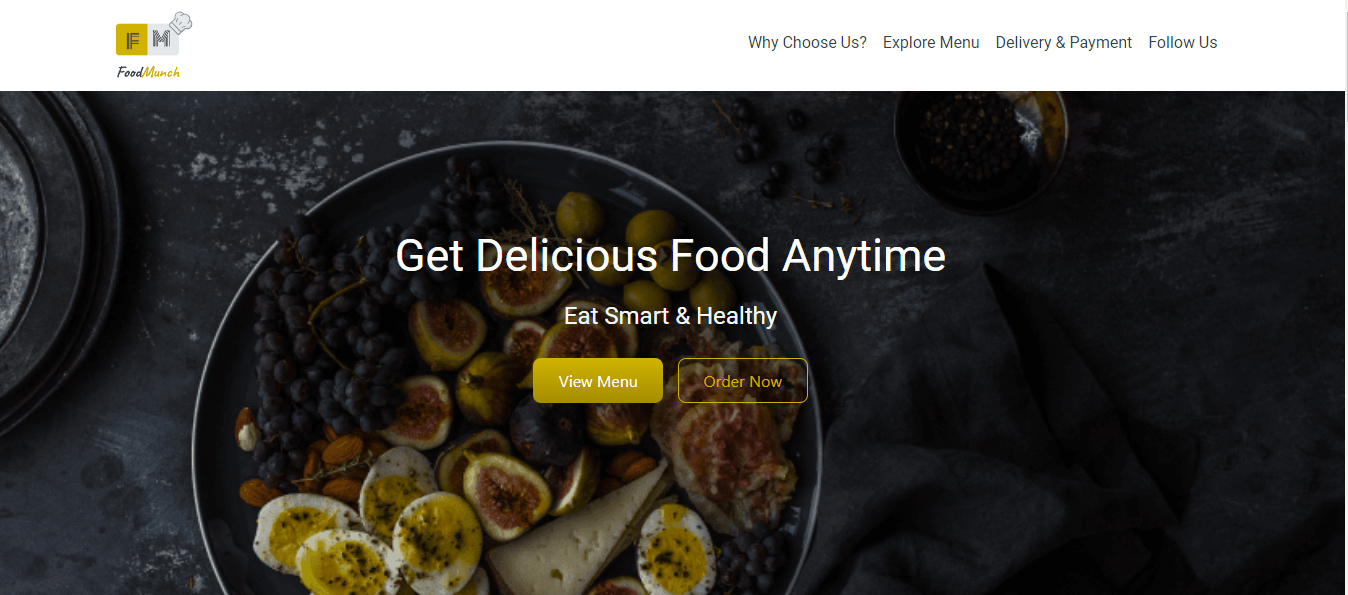 FM
FoodMunch
Why Choose Us? Explore Menu Delivery & Payment Follow Us
Get Delicious Food Anytime
Eat Smart & Healthy
View Menu Order Now